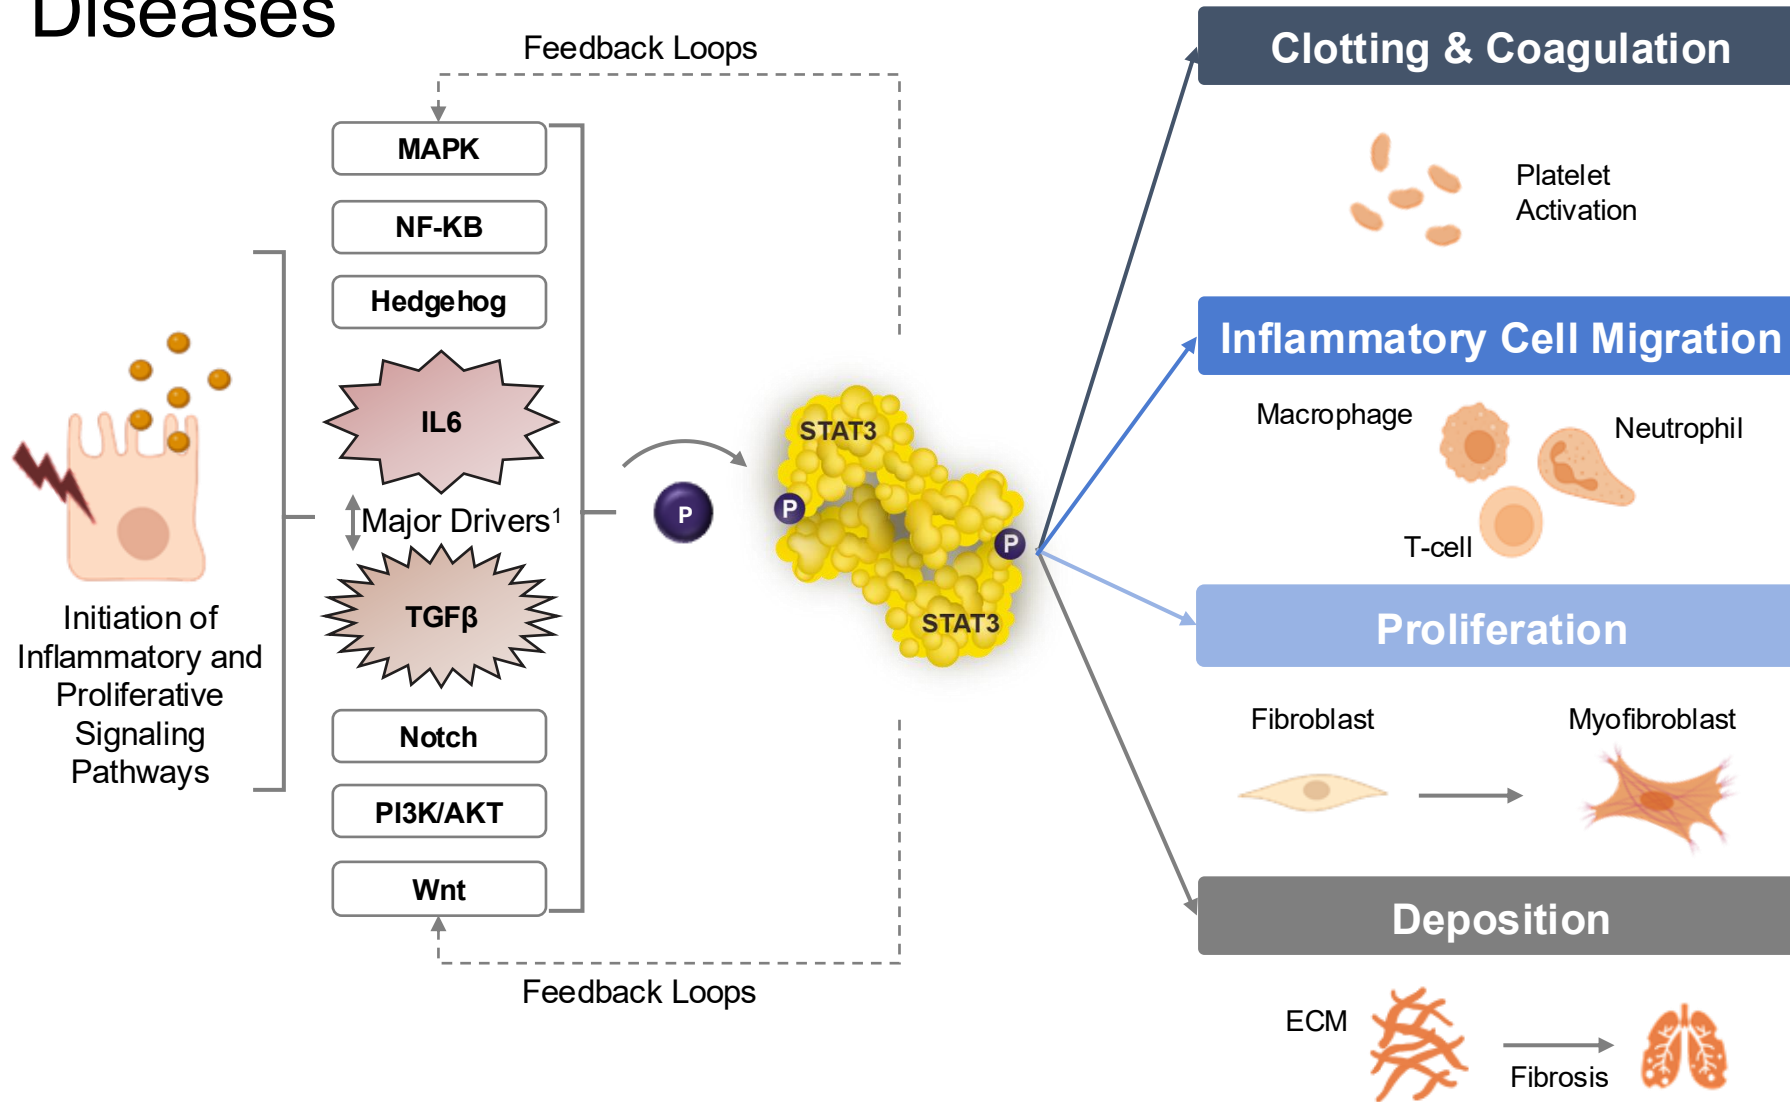 Diseases
Feedback Loops
MAPK
NF-KB
Hedgehog
IL6
Major Drivers¹
TGFβ
Notch
PI3K/AKT
Wnt
Feedback Loops
Initiation of
Inflammatory and
Proliferative
Signaling
Pathways
P
STAT3
P
P
STAT3
Clotting & Coagulation
Platelet
Activation
Inflammatory Cell Migration
Macrophage
Neutrophil
T-cell
Proliferation
Fibroblast
Myofibroblast
Deposition
ECM
Fibrosis